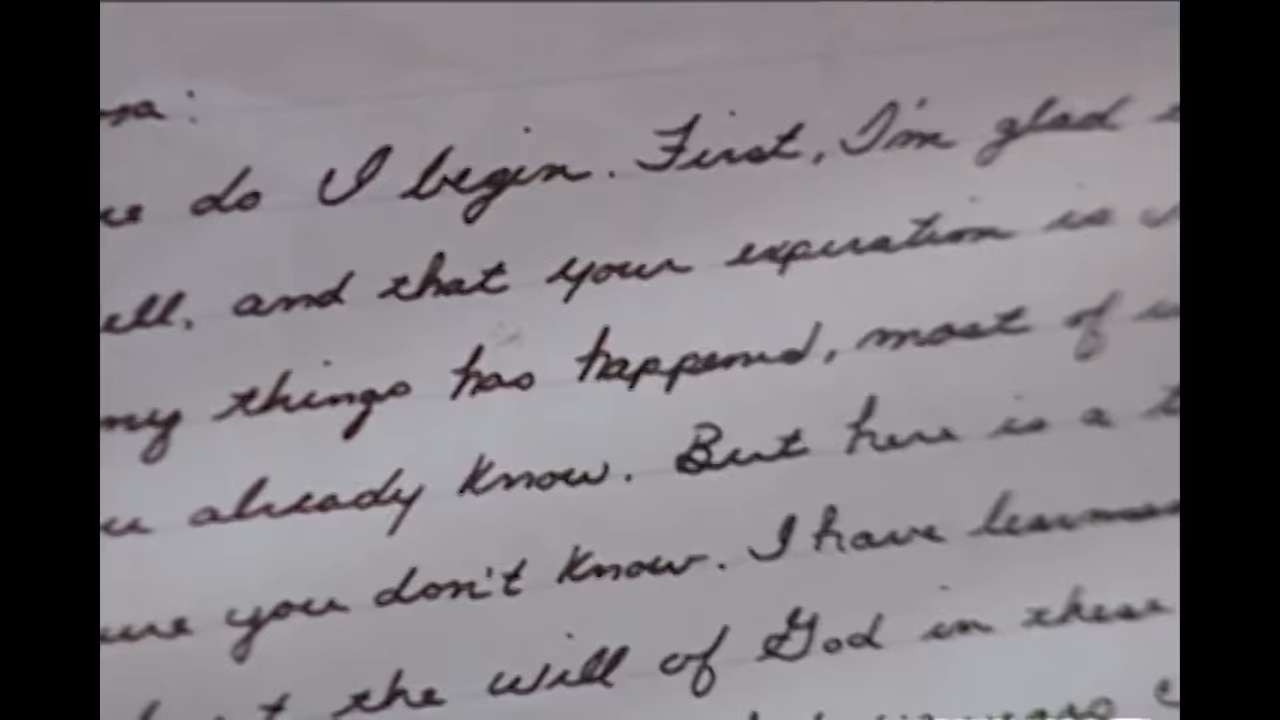 do I begin. First, I'm glad
and that your expiration is
things has happend, most of
already know. But here is a
you don't know. I have learned
the will of God in these